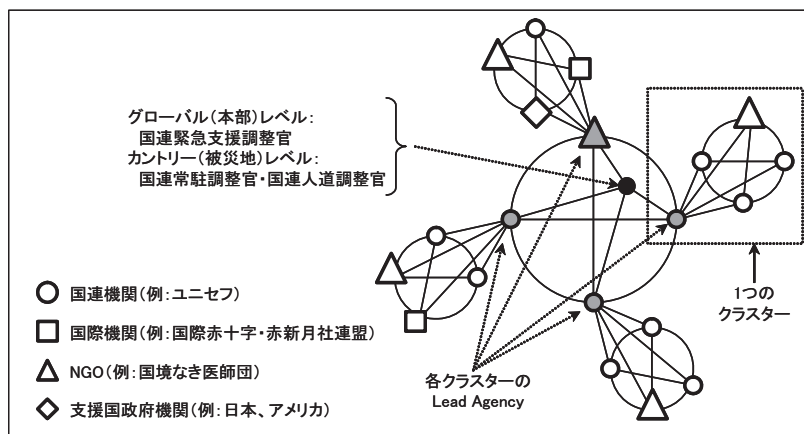 グローバル(本部)レベル:
国連緊急支援調整官
カントリー(被災地)レベル:
国連常駐調整官・国連人道調整官
国連機関(例:ユニセフ)
国際機関(例:国際赤十字・赤新月社連盟)
NGO(例:国境なき医師団)
支援国政府機関(例:日本、アメリカ)
各クラスターの
Lead Agency
1つの
クラスター